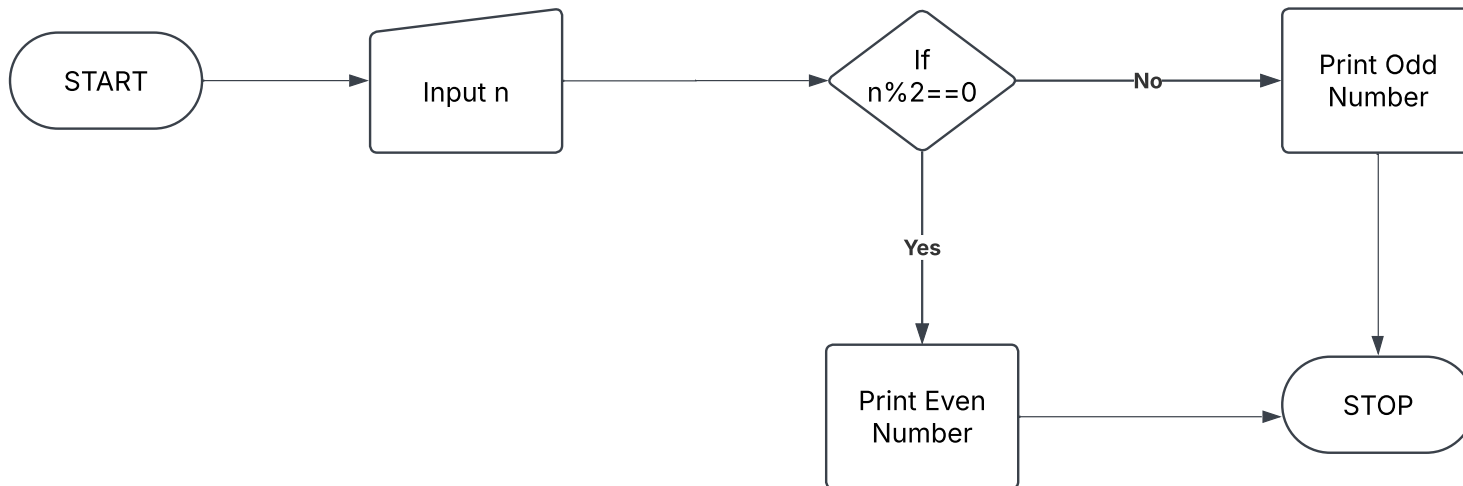 START
Input n
If
n%2==0
No
Print Odd
Number
Yes
Print Even
Number
STOP